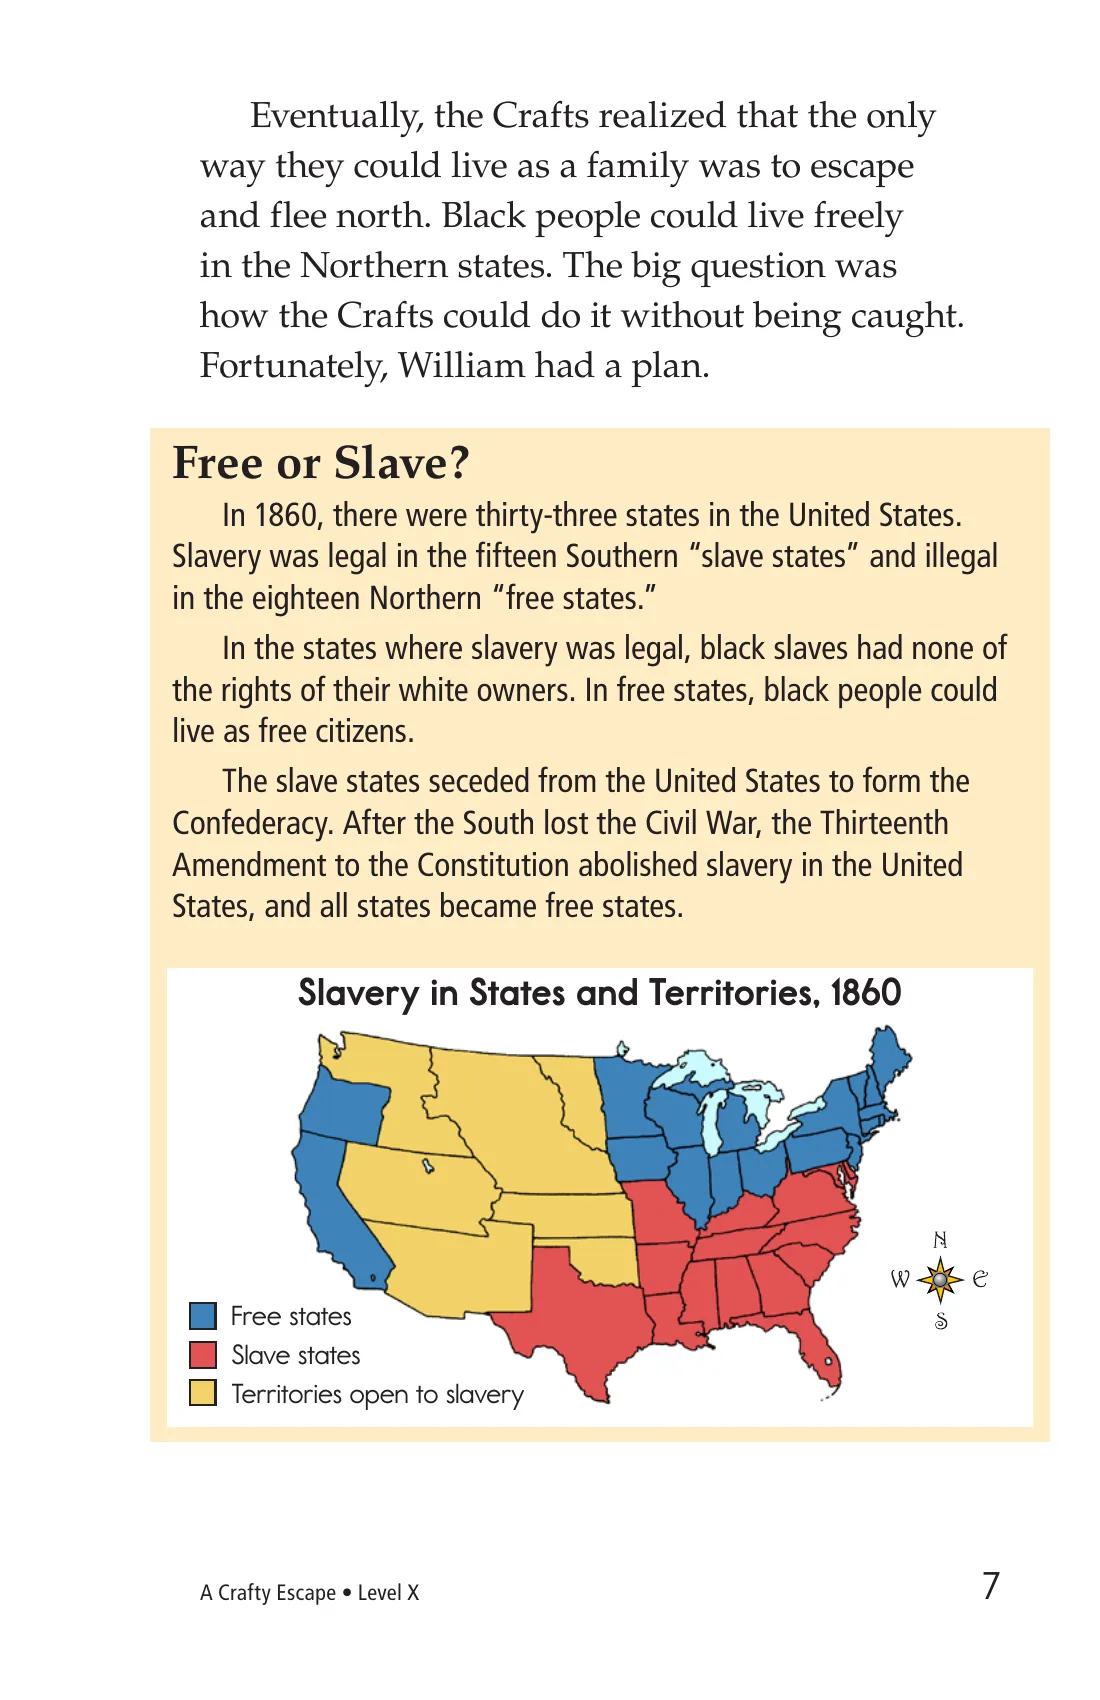 Eventually, the Crafts realized that the only
way they could live as a family was to escape
and flee north. Black people could live freely
in the Northern states. The big question was
how the Crafts could do it without being caught.
Fortunately, William had a plan.
Free or Slave?
In 1860, there were thirty-three states in the United States.
Slavery was legal in the fifteen Southern “slave states” and illegal
in the eighteen Northern “free states.”
In the states where slavery was legal, black slaves had none of
the rights of their white owners. In free states, black people could
live as free citizens.
The slave states seceded from the United States to form the
Confederacy. After the South lost the Civil War, the Thirteenth
Amendment to the Constitution abolished slavery in the United
States, and all states became free states.
Slavery in States and Territories, 1860
N
W E
S
Free states
Slave states
Territories open to slavery
A Crafty Escape • Level X
7